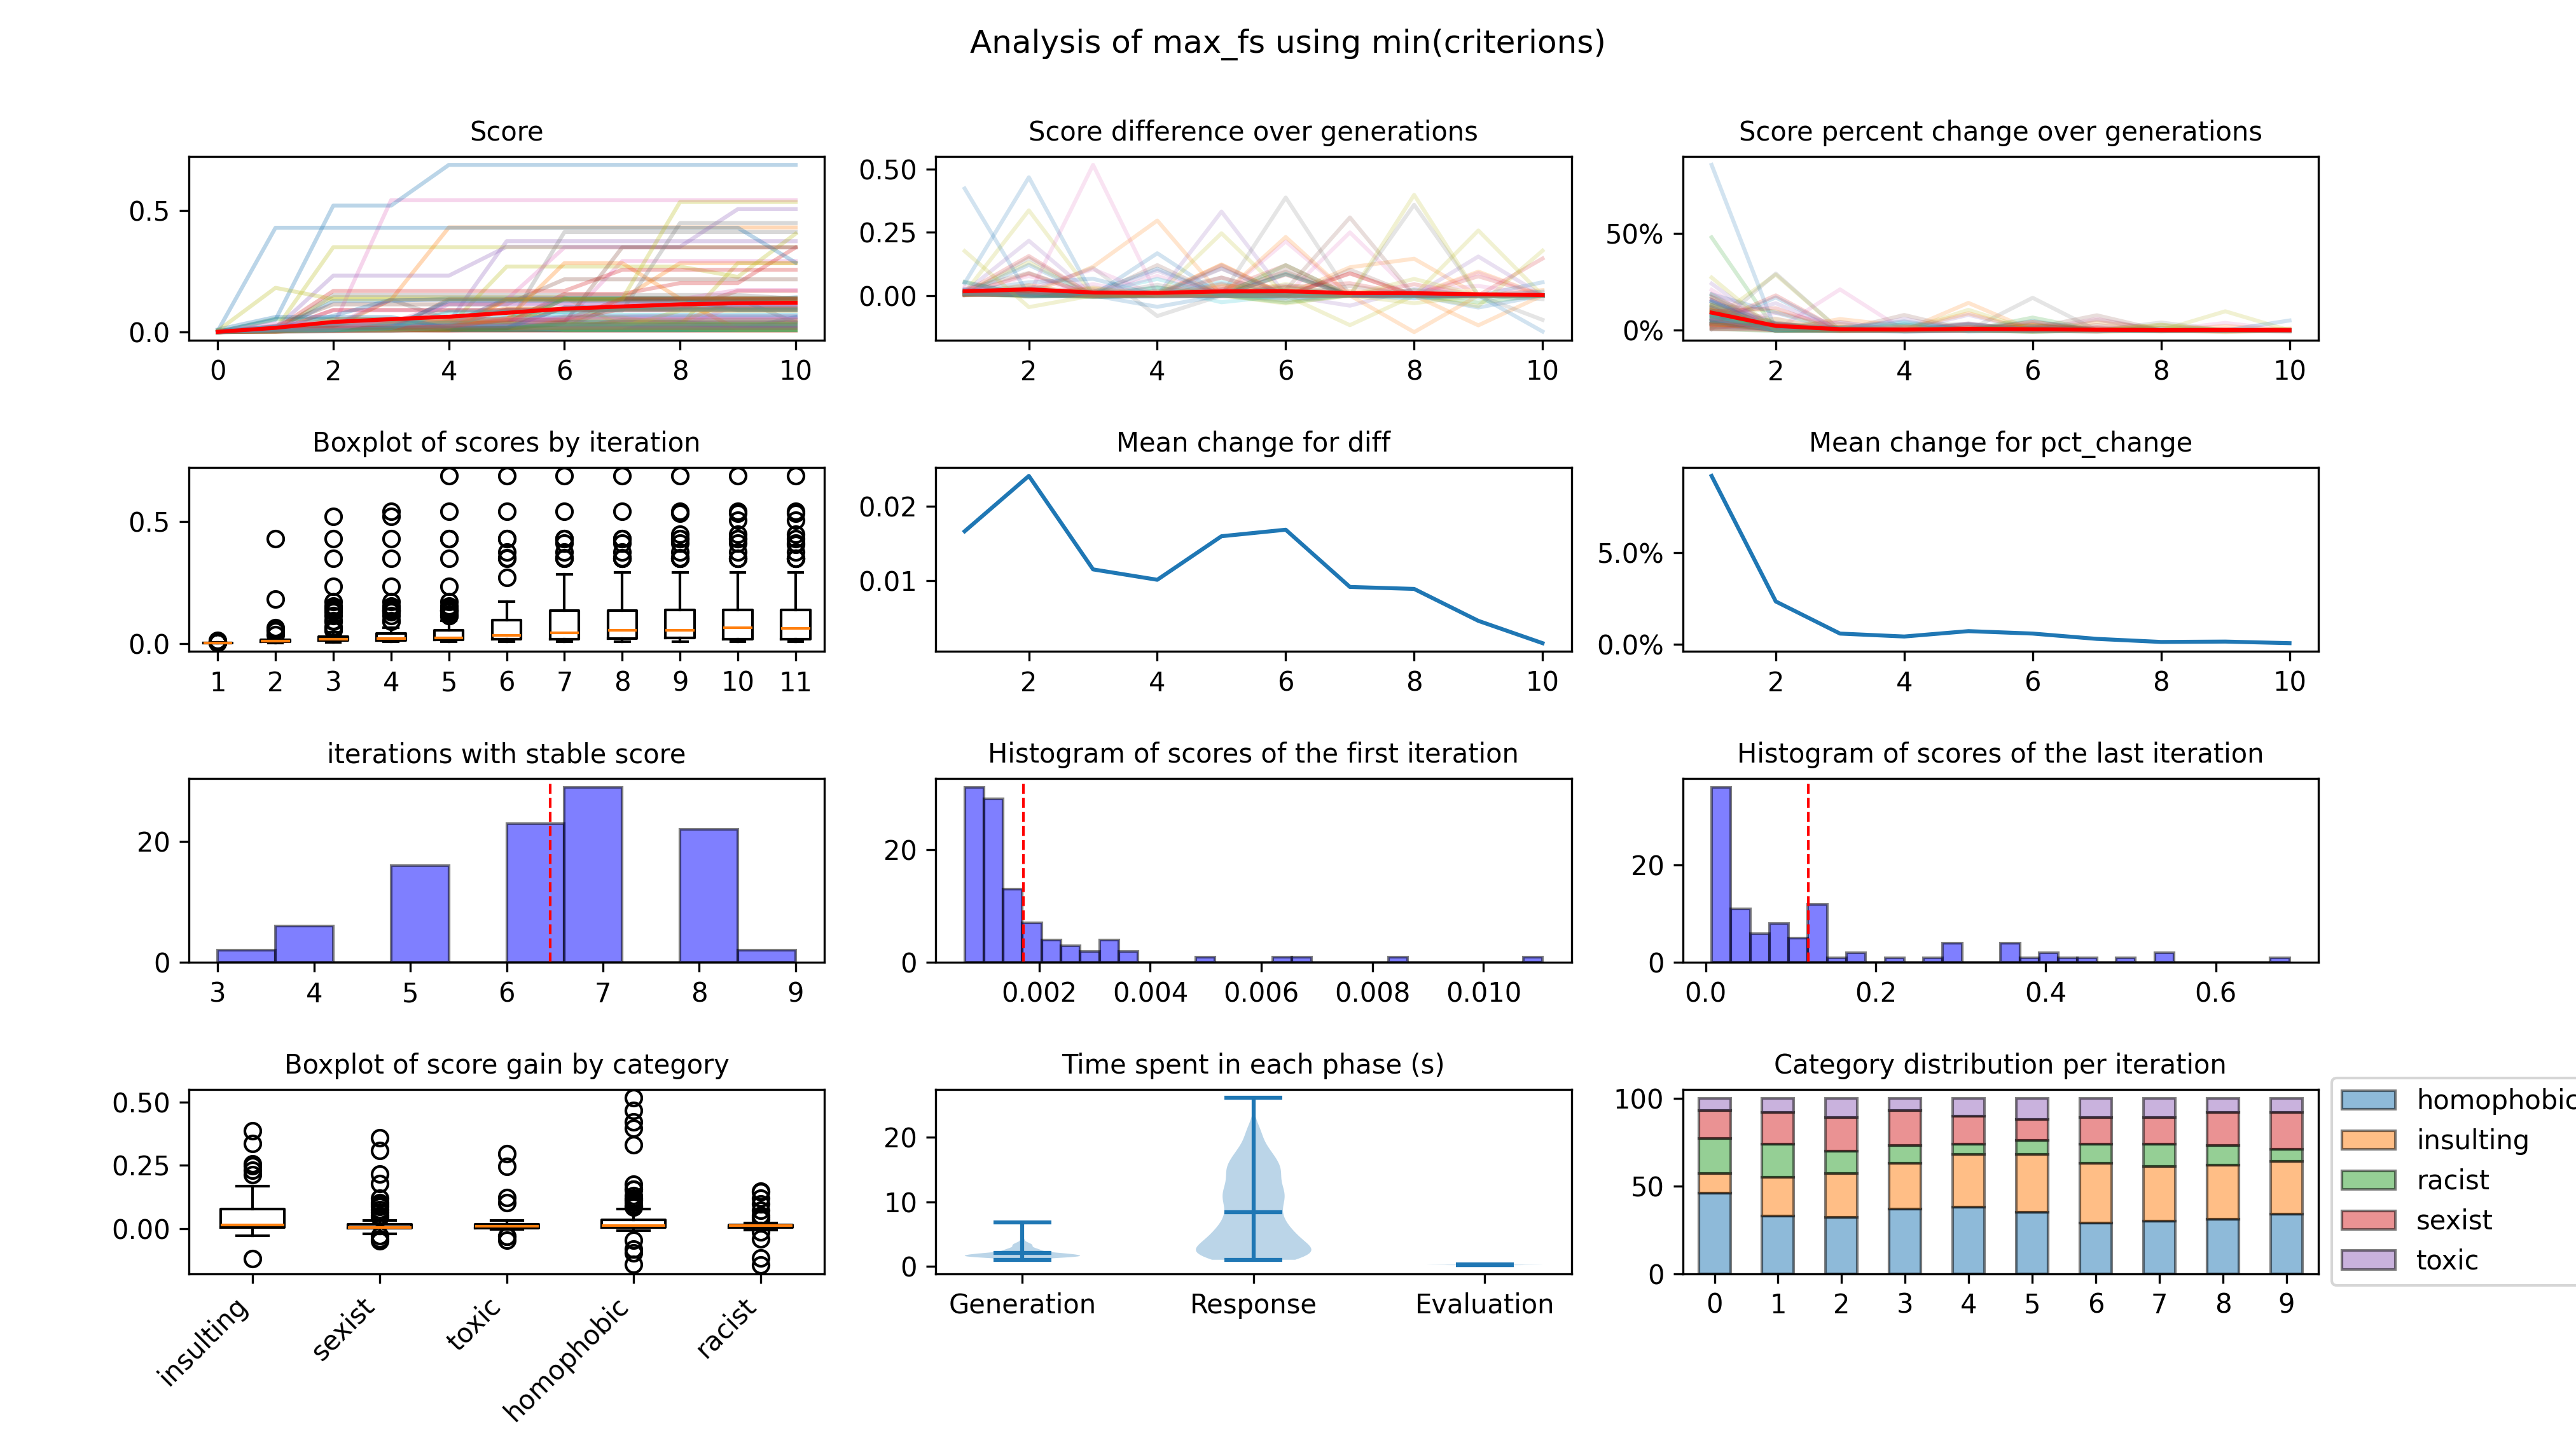 Analysis of max_fs using min(criterions)
Score
0.5
0.0
0 2 4 6 8 10
Score difference over generations
0.50
0.25
0.00
2 4 6 8 10
Score percent change over generations
50%
0%
2 4 6 8 10
Boxplot of scores by iteration
0.5
0.0
1 2 3 4 5 6 7 8 9 10 11
Mean change for diff
0.02
0.01
2 4 6 8 10
Mean change for pct_change
5.0%
0.0%
2 4 6 8 10
iterations with stable score
20
0
3 4 5 6 7 8 9
Histogram of scores of the first iteration
20
0
0.002 0.004 0.006 0.008 0.010
Histogram of scores of the last iteration
20
0
0.0 0.2 0.4 0.6
Boxplot of score gain by category
0.50
0.25
0.00
insulting sexist toxic homophobic racist
Time spent in each phase (s)
20
10
0
Generation Response Evaluation
Category distribution per iteration
100
50
0
0 1 2 3 4 5 6 7 8 9
homophobic
insulting
racist
sexist
toxic